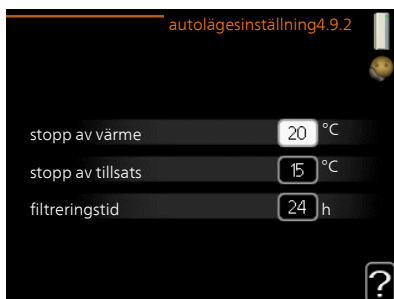 autolägesinställning4.9.2
stopp av värme 20 °C
stopp av tillsats 15 °C
filtreringstid 24 h
?